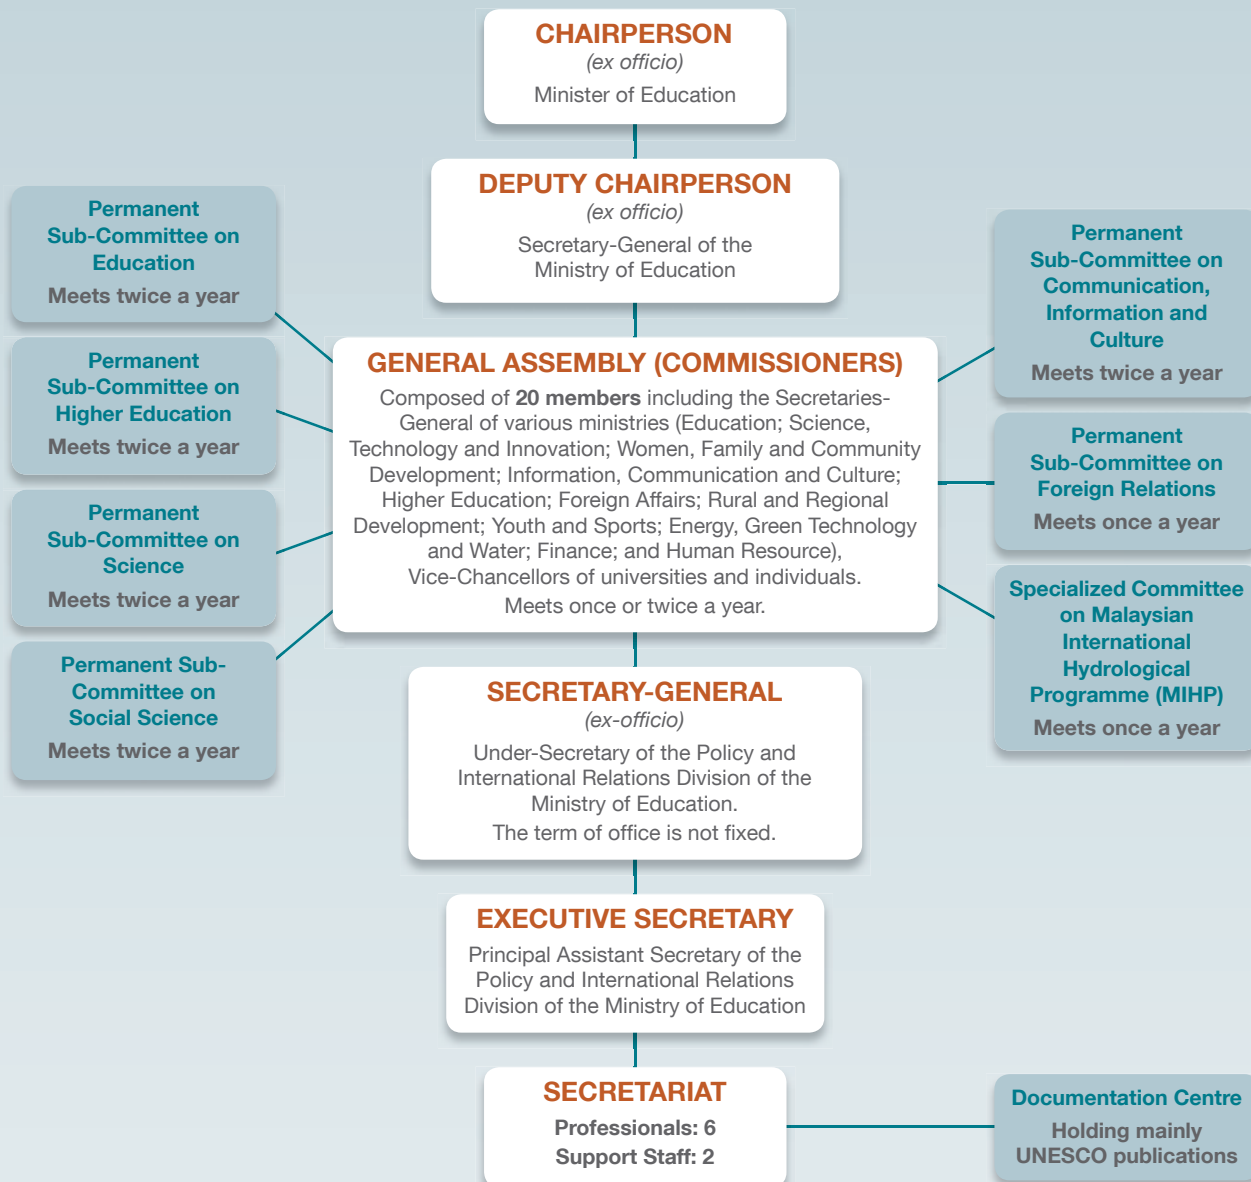 CHAIRPERSON
(ex officio)
Minister of Education
DEPUTY CHAIRPERSON
(ex officio)
Secretary-General of the
Ministry of Education
Permanent
Sub-Committee on
Education
Meets twice a year
Permanent
Sub-Committee on
Higher Education
Meets twice a year
Permanent
Sub-Committee on
Science
Meets twice a year
Permanent Sub-
Committee on
Social Science
Meets twice a year
GENERAL ASSEMBLY (COMMISSIONERS)
Composed of 20 members including the Secretaries-
General of various ministries (Education; Science,
Technology and Innovation; Women, Family and Community
Development; Information, Communication and Culture;
Higher Education; Foreign Affairs; Rural and Regional
Development; Youth and Sports; Energy, Green Technology
and Water; Finance; and Human Resource),
Vice-Chancellors of universities and individuals.
Meets once or twice a year.
Permanent
Sub-Committee on
Communication,
Information and
Culture
Meets twice a year
Permanent
Sub-Committee on
Foreign Relations
Meets once a year
Specialized Committee
on Malaysian
International
Hydrological
Programme (MIHP)
Meets once a year
SECRETARY-GENERAL
(ex-officio)
Under-Secretary of the Policy and
International Relations Division of the
Ministry of Education.
The term of office is not fixed.
EXECUTIVE SECRETARY
Principal Assistant Secretary of the
Policy and International Relations
Division of the Ministry of Education
SECRETARIAT
Professionals: 6
Support Staff: 2
Documentation Centre
Holding mainly
UNESCO publications